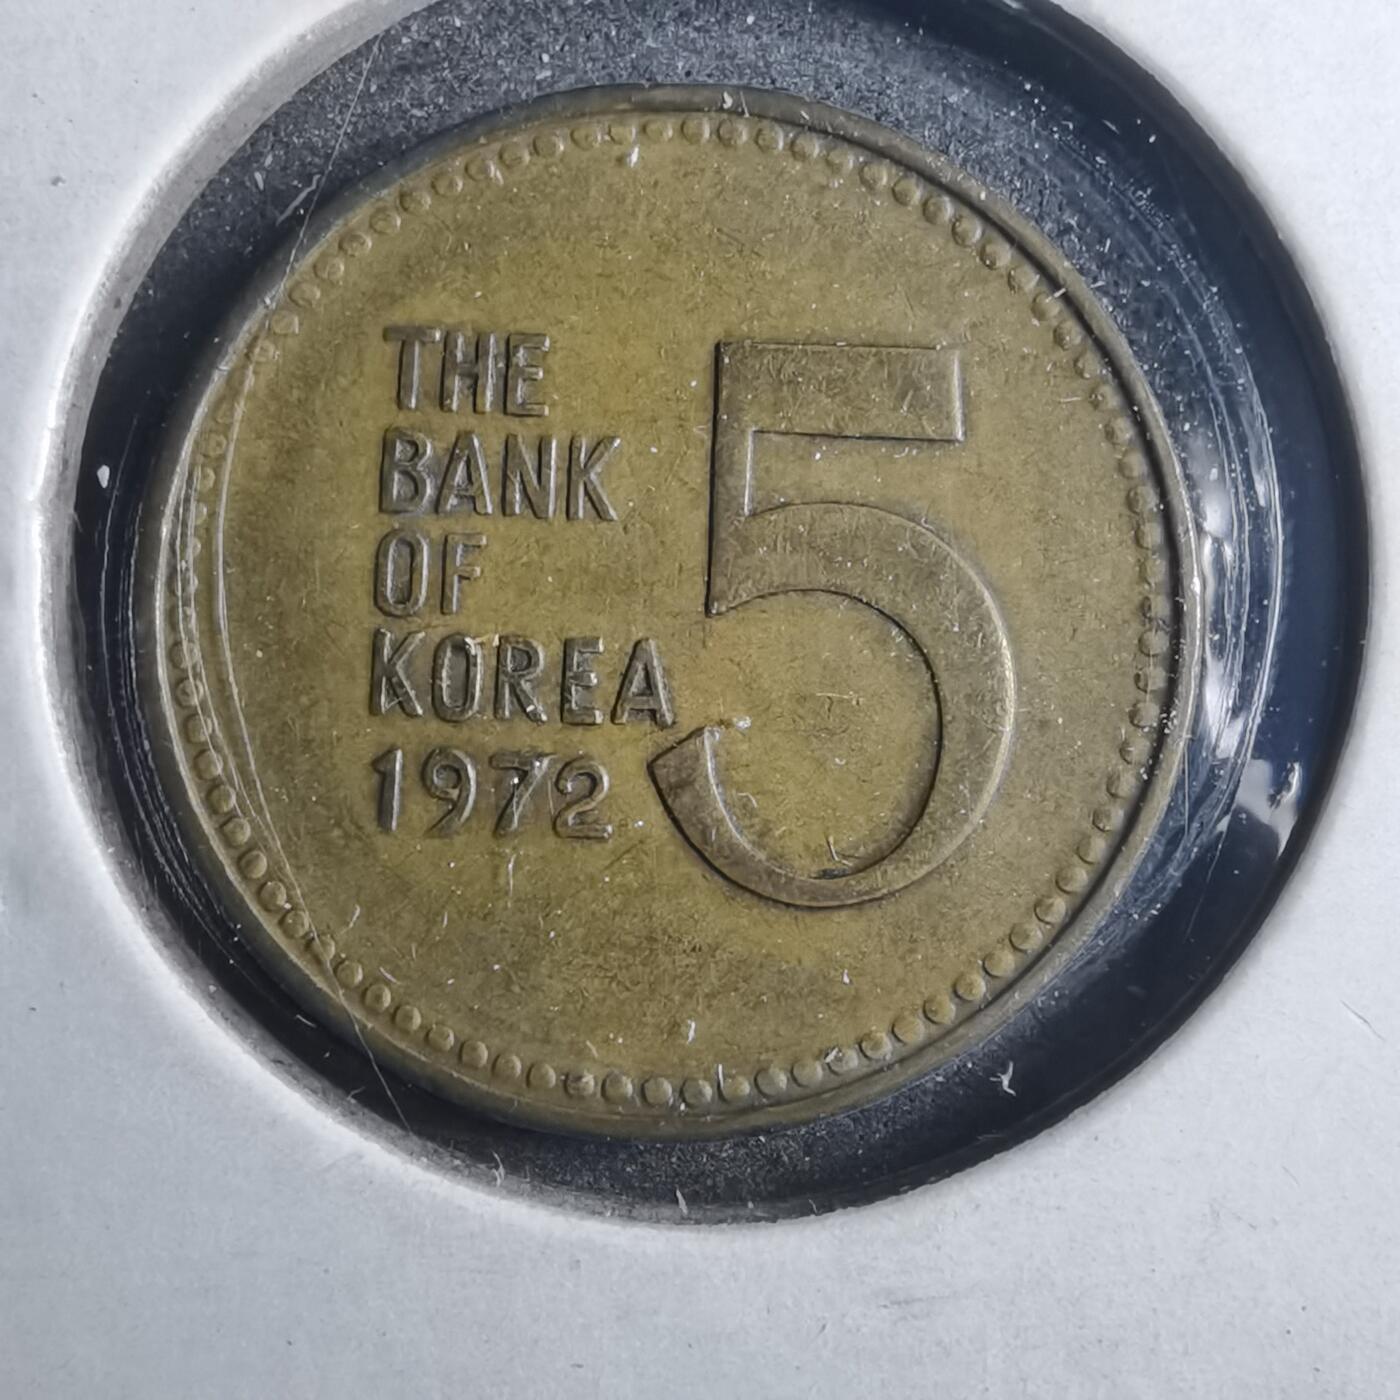 THE
BANK
OF
KOREA
1972
5